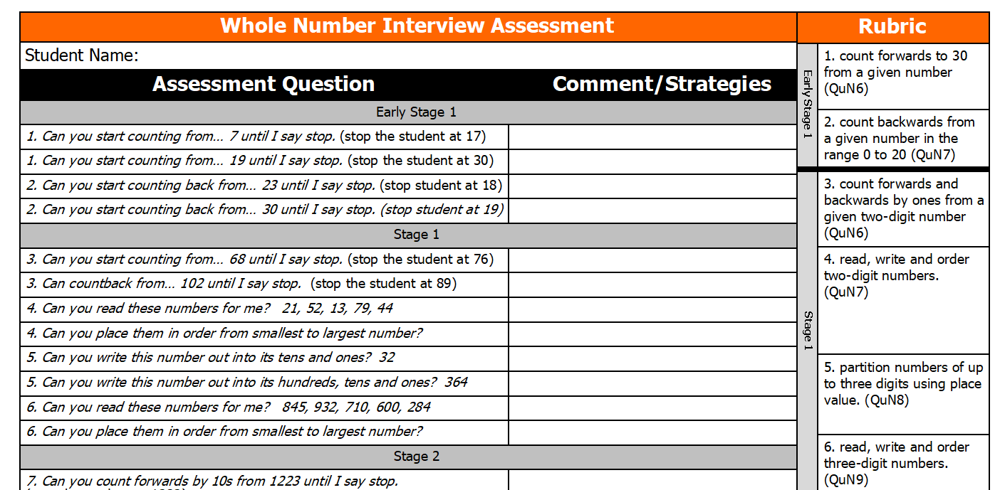 Whole Number Interview Assessment
Student Name:
Assessment Question Comment/Strategies
Early Stage 1
1. Can you start counting from... 7 until I say stop. (stop the student at 17)
1. Can you start counting from... 19 until I say stop. (stop the student at 30)
2. Can you start counting back from... 23 until I say stop. (stop student at 18)
2. Can you start counting back from... 30 until I say stop. (stop student at 19)
Stage 1
3. Can you start counting from... 68 until I say stop. (stop the student at 76)
3. Can countback from... 102 until I say stop.  (stop the student at 89)
4. Can you read these numbers for me?   21, 52, 13, 79, 44
4. Can you place them in order from smallest to largest number?
5. Can you write this number out into its tens and ones?  32
5. Can you write this number out into its hundreds, tens and ones?  364
6. Can you read these numbers for me?   845, 932, 710, 600, 284
6. Can you place them in order from smallest to largest number?
Stage 2
7. Can you count forwards by 10s from 1223 until I say stop.
Rubric
Early Stage 1
1. count forwards to 30
from a given number
(QuN6)
2. count backwards from
a given number in the
range 0 to 20 (QuN7)
Stage 1
3. count forwards and
backwards by ones from a
given two-digit number
(QuN6)
4. read, write and order
two-digit numbers.
(QuN7)
5. partition numbers of up
to three digits using place
value. (QuN8)
6. read, write and order
three-digit numbers.
(QuN9)